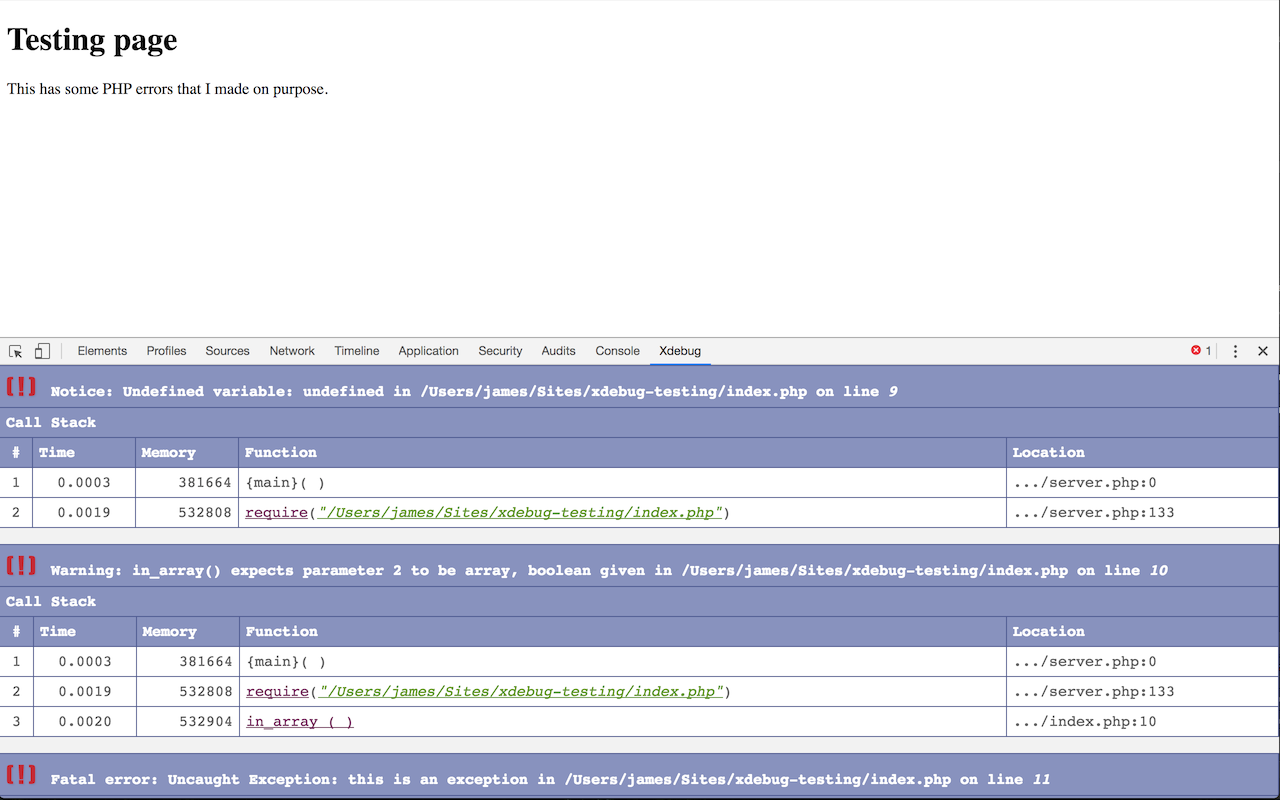 Testing page
This has some PHP errors that I made on purpose.
Elements Profiles Sources Network Timeline Application Security Audits Console Xdebug 1
(!) Notice: Undefined variable: undefined in /Users/james/Sites/xdebug-testing/index.php on line 9
Call Stack
# Time Memory Function Location
1 0.0003 381664 {main}( ) .../server.php:0
2 0.0019 532808 require("/Users/james/Sites/xdebug-testing/index.php") .../server.php:133
(!) Warning: in_array() expects parameter 2 to be array, boolean given in /Users/james/Sites/xdebug-testing/index.php on line 10
Call Stack
# Time Memory Function Location
1 0.0003 381664 {main}( ) .../server.php:0
2 0.0019 532808 require("/Users/james/Sites/xdebug-testing/index.php") .../server.php:133
3 0.0020 532904 in_array ( ) .../index.php:10
(!) Fatal error: Uncaught Exception: this is an exception in /Users/james/Sites/xdebug-testing/index.php on line 11